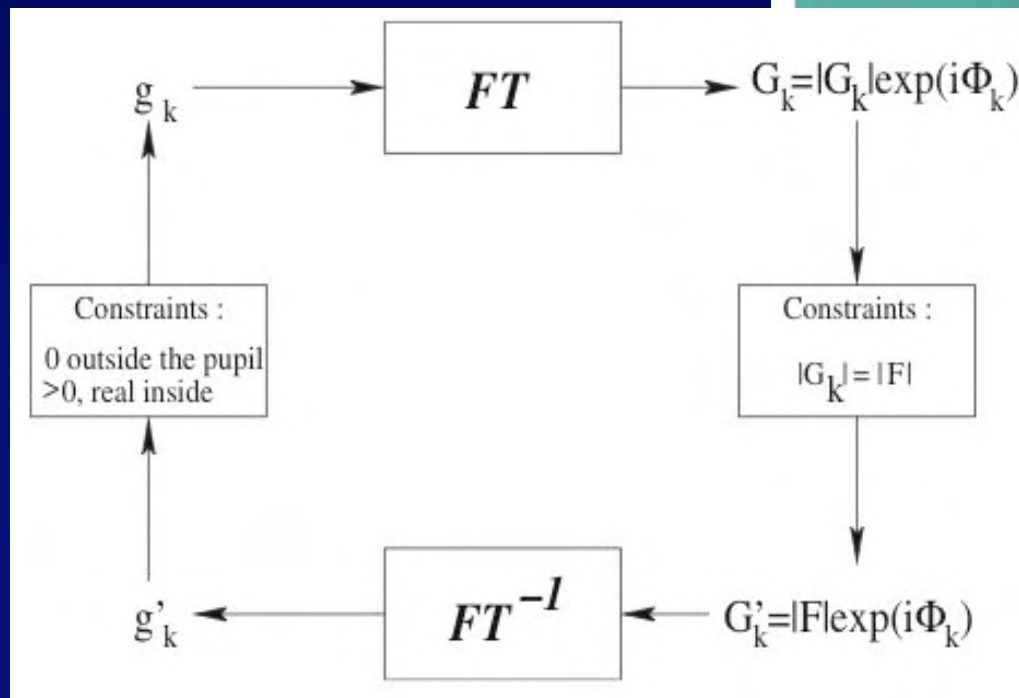 g_k
FT
G_k=|G_k|exp(iΦ_k)
Constraints :
0 outside the pupil
>0, real inside
Constraints :
|G_k|=|F|
g'_k
FT^-1
G'_k=|F|exp(iΦ_k)